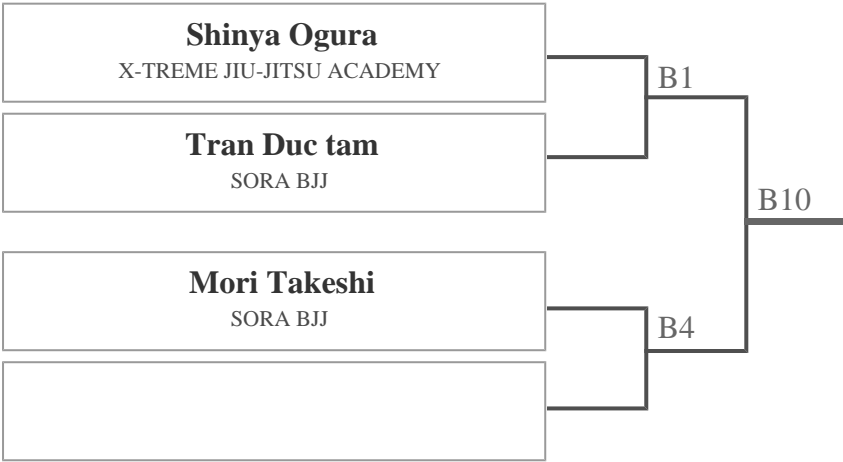 Shinya Ogura
X-TREME JIU-JITSU ACADEMY
B1
Tran Duc tam
SORA BJJ
B10
Mori Takeshi
SORA BJJ
B4